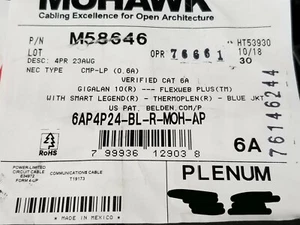 MOHAWK
Cabling Excellence for Open Architecture
P/N M58646
HT53930
LOT OPR 76661 10/18
DESC: 4PR 23AWG 30
NEC TYPE CMP-LP (0.6A)
VERIFIED CAT 6A
GIGALAN 10(R) --- FLEXWEB PLUS(TM)
WITH SMART LEGEND(R) - THERMOPLEN(R) - BLUE JKT
US PAT. BELDEN.COM/P
6AP4P24-BL-R-MOH-AP
76146244
RoHS
7 99936 12903 8
6A
POWER LIMITED
CIRCUIT CABLE
COMMUNICATIONS CABLE
PLENUM
★ MADE IN MEXICO ★